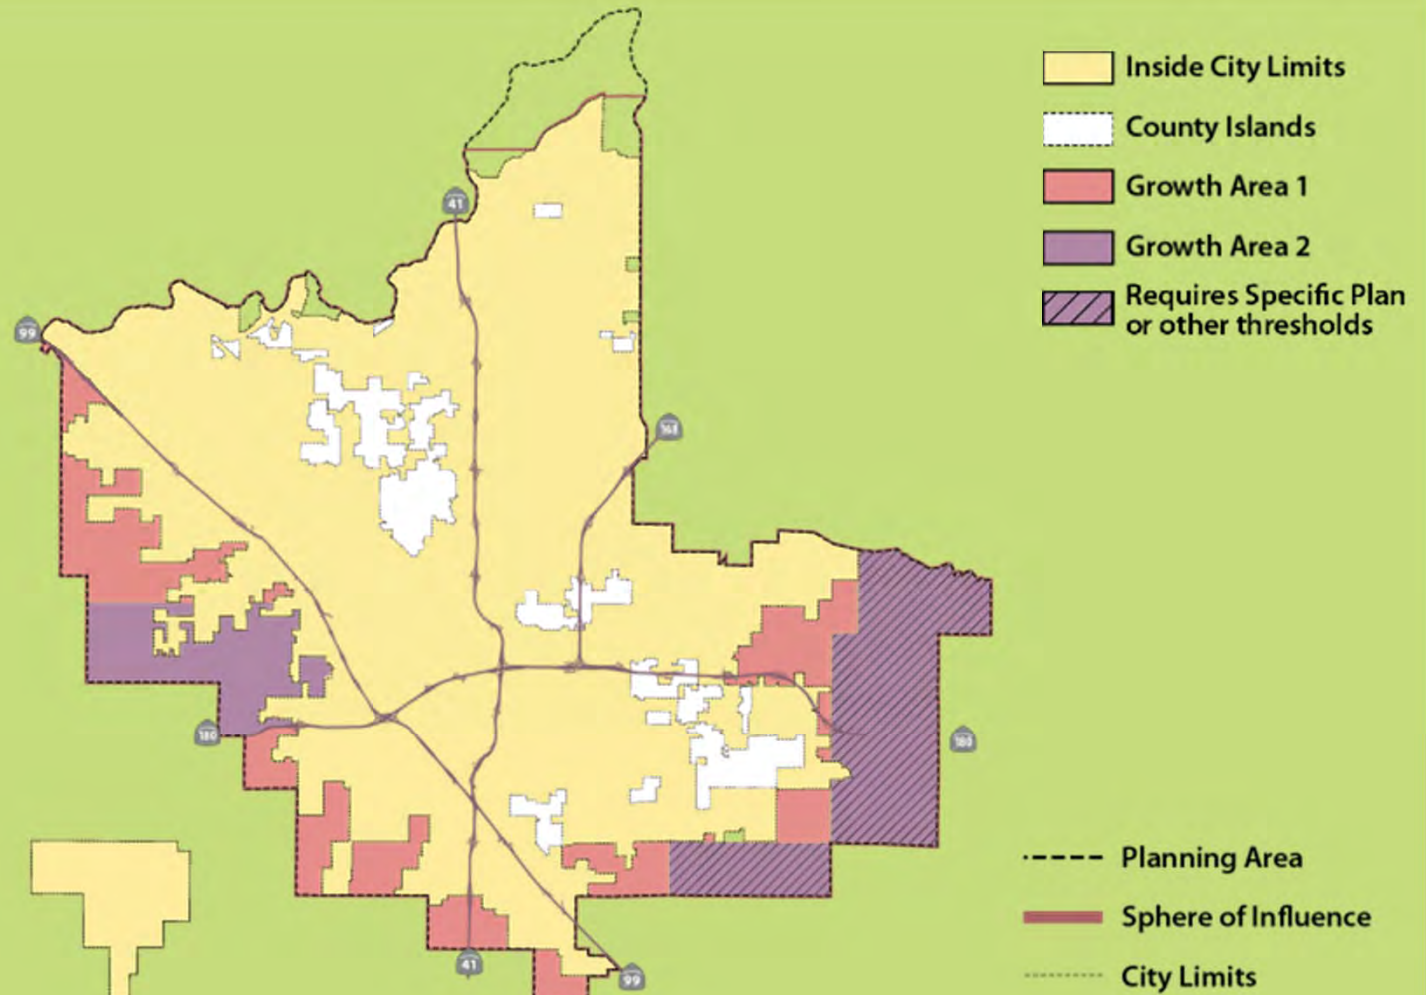 Inside City Limits
County Islands
Growth Area 1
Growth Area 2
Requires Specific Plan
or other thresholds
41
99
168
180
180
Planning Area
Sphere of Influence
41
99
City Limits